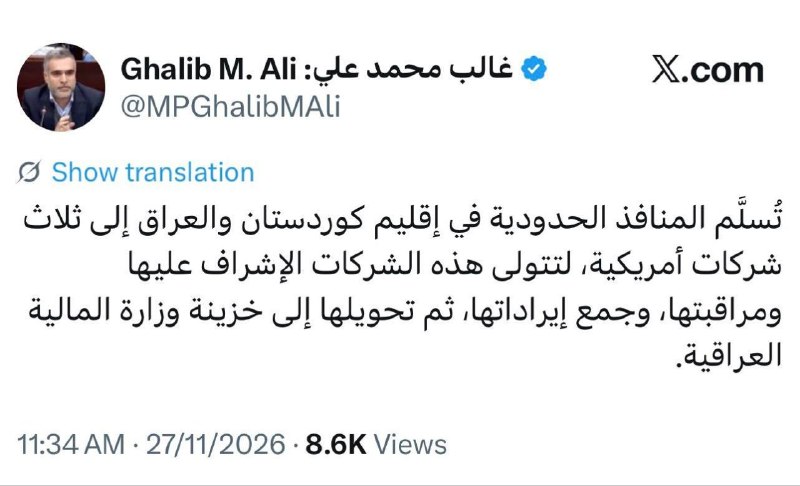 Ghalib M. Ali :غالب محمد علي
X.com
@MPGhalibMAli
Show translation
تُسلَّم المنافذ الحدودية في إقليم كوردستان والعراق إلى ثلاث
شركات أمريكية، لتتولى هذه الشركات الإشراف عليها
ومراقبتها، وجمع إيراداتها، ثم تحويلها إلى خزينة وزارة المالية
العراقية.
11:34 AM · 27/11/2026 · 8.6K Views